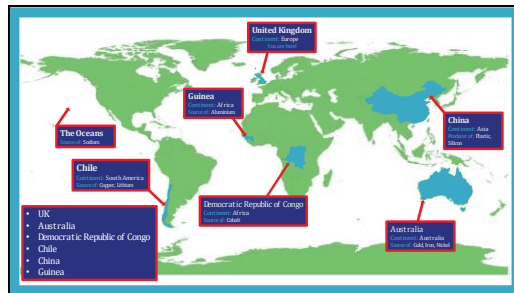 United Kingdom
Continent: Europe
You are here!
Guinea
Continent: Africa
Source of: Aluminium
China
Continent: Asia
Producer of: Plastic,
Silicon
The Oceans
Source of: Sodium
Chile
Continent: South America
Source of: Copper, Lithium
Democratic Republic of Congo
Continent: Africa
Source of: Cobalt
Australia
Continent: Australia
Source of: Gold, Iron, Nickel
• UK
• Australia
• Democratic Republic of Congo
• Chile
• China
• Guinea